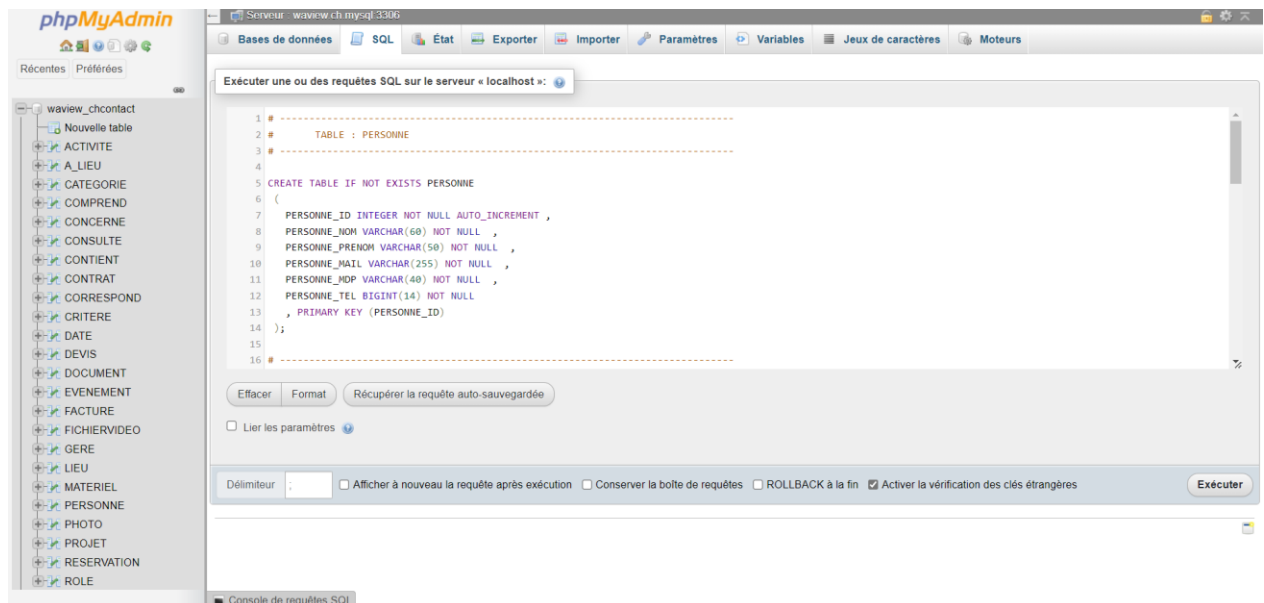 phpMyAdmin
Récentes Préférées
waview_chcontact
Nouvelle table
ACTIVITE
A_LIEU
CATEGORIE
COMPREND
CONCERNE
CONSULTE
CONTIENT
CONTRAT
CORRESPOND
CRITERE
DATE
DEVIS
DOCUMENT
EVENEMENT
FACTURE
FICHIERVIDEO
GERE
LIEU
MATERIEL
PERSONNE
PHOTO
PROJET
RESERVATION
ROLE
Serveur : waview.ch.mysql:3306
Bases de données SQL État Exporter Importer Paramètres Variables Jeux de caractères Moteurs
Exécuter une ou des requêtes SQL sur le serveur « localhost »:
1 # -----------------------------------------------------------------------------
2 # TABLE : PERSONNE
3 # -----------------------------------------------------------------------------
4
5 CREATE TABLE IF NOT EXISTS PERSONNE
6 (
7 PERSONNE_ID INTEGER NOT NULL AUTO_INCREMENT ,
8 PERSONNE_NOM VARCHAR(60) NOT NULL ,
9 PERSONNE_PRENOM VARCHAR(50) NOT NULL ,
10 PERSONNE_MAIL VARCHAR(255) NOT NULL ,
11 PERSONNE_MDP VARCHAR(40) NOT NULL ,
12 PERSONNE_TEL BIGINT(14) NOT NULL
13 , PRIMARY KEY (PERSONNE_ID)
14 );
15
16 # -----------------------------------------------------------------------------
Effacer Format Récupérer la requête auto-sauvegardée
Lier les paramètres
Délimiteur ; Afficher à nouveau la requête après exécution Conserver la boîte de requêtes ROLLBACK à la fin Activer la vérification des clés étrangères Exécuter
Console de requêtes SQL